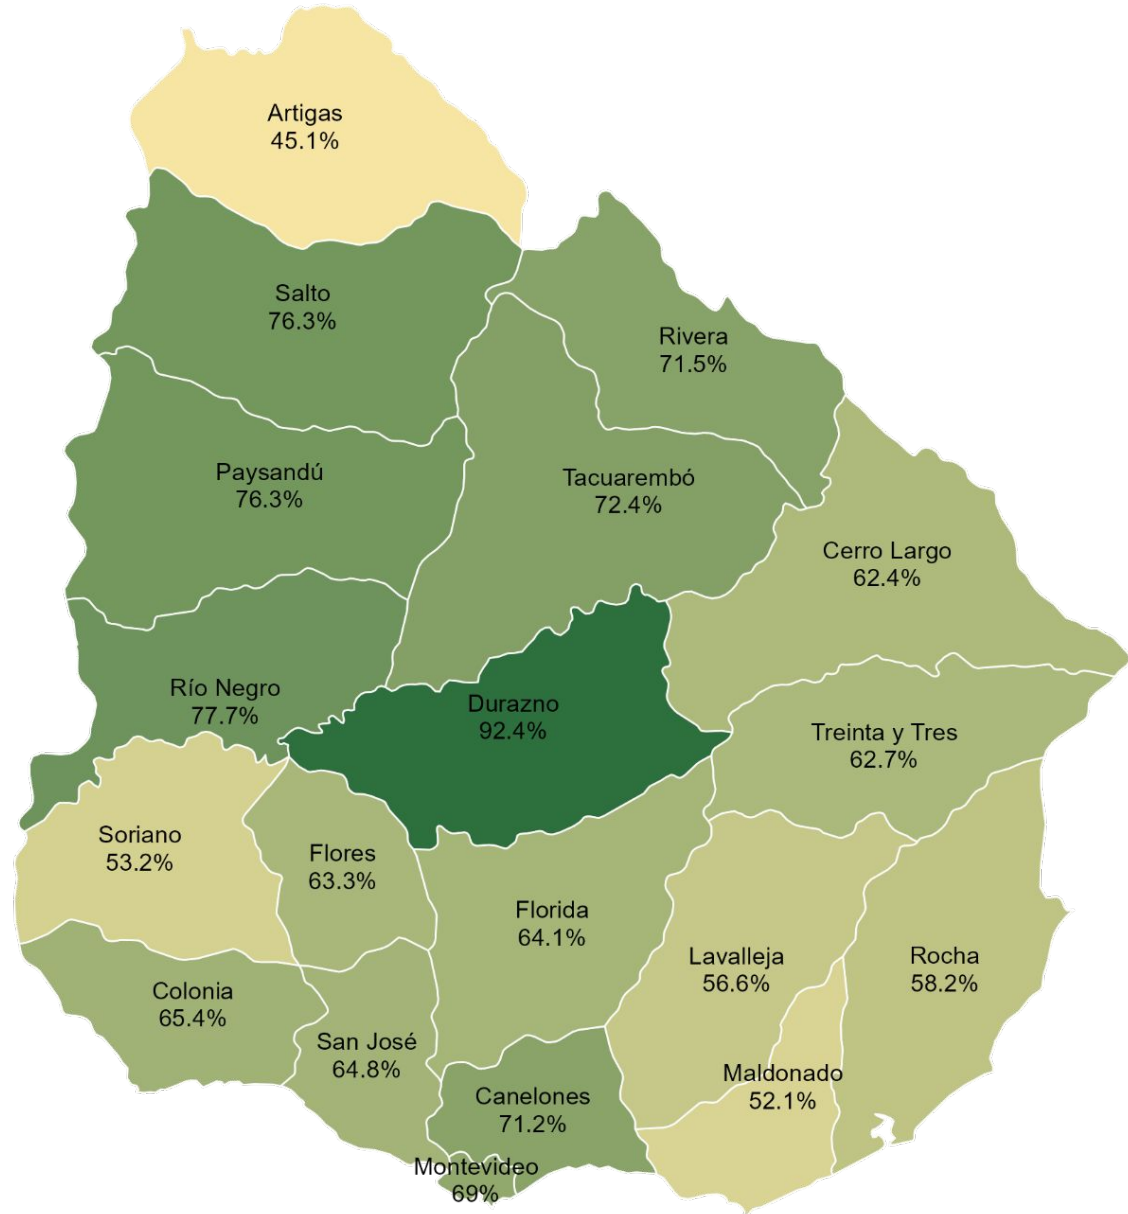 Artigas
45.1%
Salto
76.3%
Rivera
71.5%
Paysandú
76.3%
Tacuarembó
72.4%
Cerro Largo
62.4%
Río Negro
77.7%
Durazno
92.4%
Treinta y Tres
62.7%
Soriano
53.2%
Flores
63.3%
Florida
64.1%
Lavalleja
56.6%
Rocha
58.2%
Colonia
65.4%
San José
64.8%
Maldonado
52.1%
Canelones
71.2%
Montevideo
69%